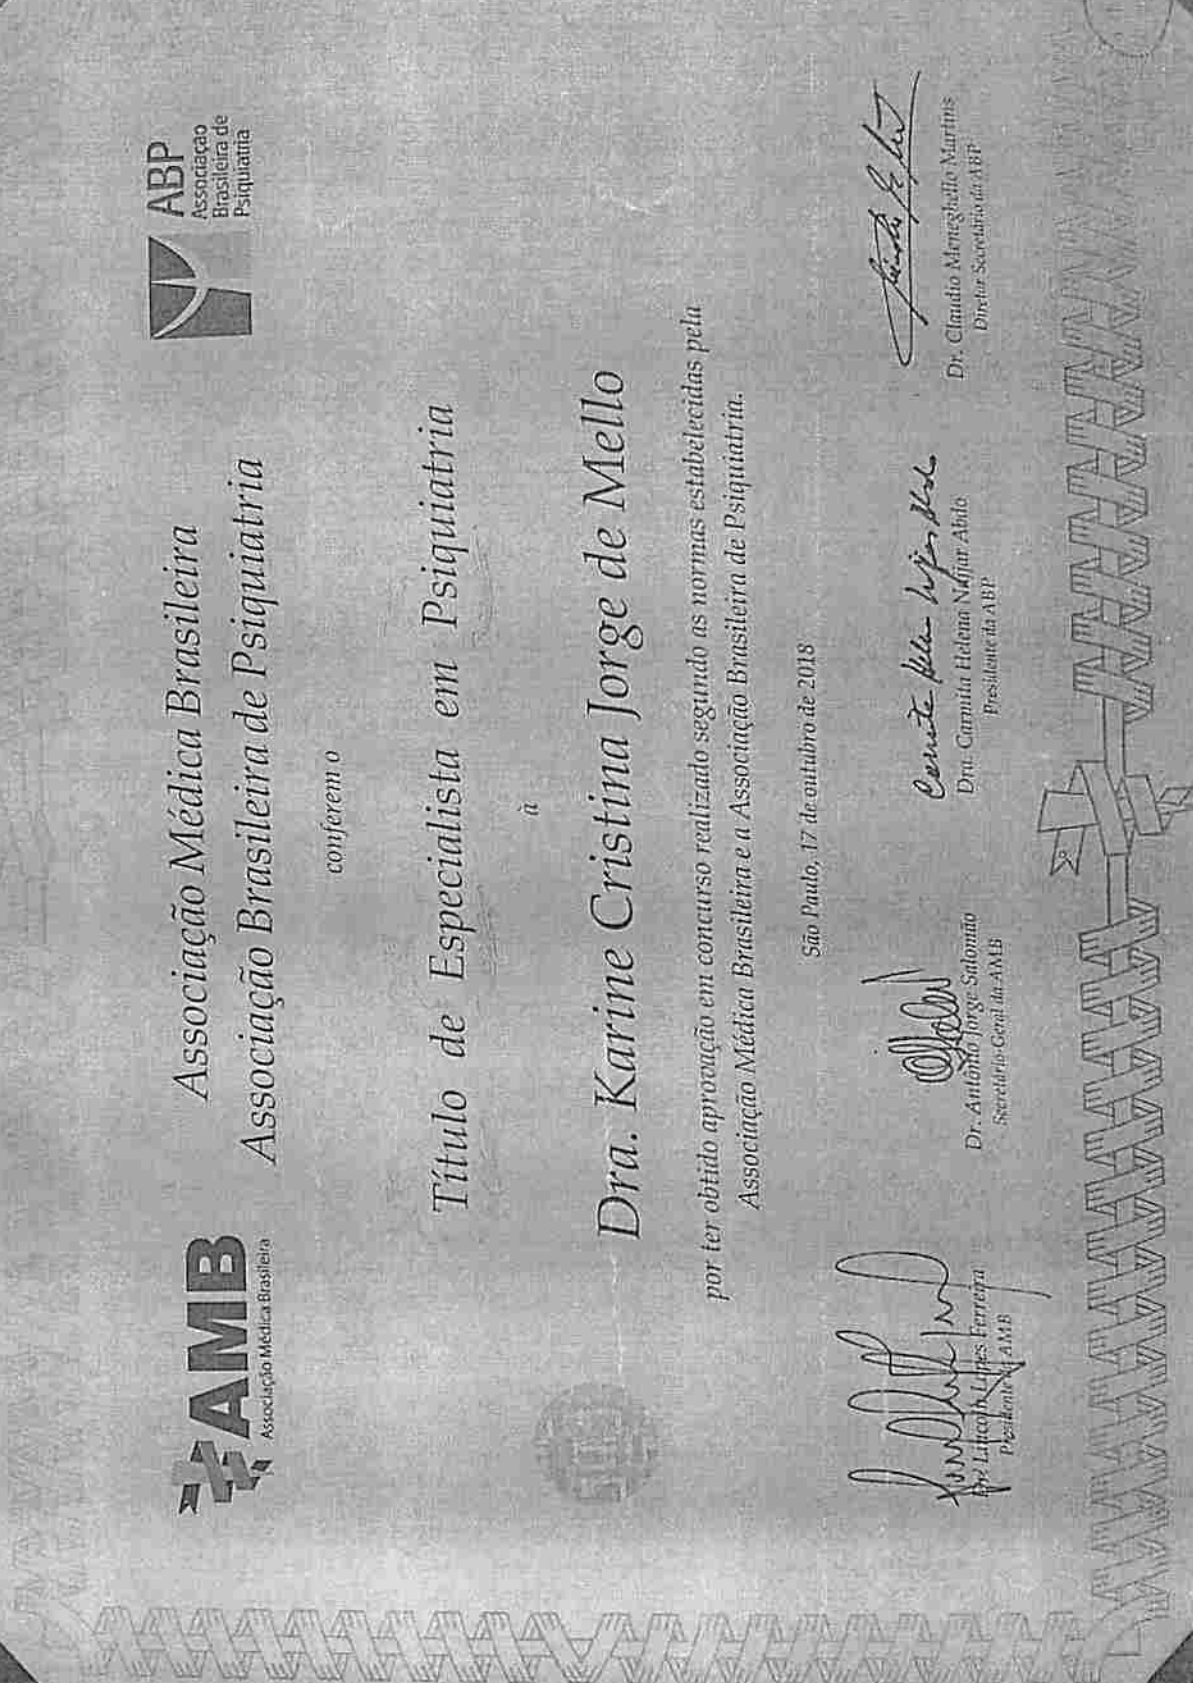 AMB
Associação Médica Brasileira
Associação Médica Brasileira
Associação Brasileira de Psiquiatria
ABP
Associação
Brasileira de
Psiquiatria
conferem o
Título de Especialista em Psiquiatria
à
Dra. Karine Cristina Jorge de Mello
por ter obtido aprovação em concurso realizado segundo as normas estabelecidas pela
Associação Médica Brasileira e a Associação Brasileira de Psiquiatria.
São Paulo, 17 de outubro de 2018
Dr. Lincoln Lopes Ferreira
Presidente da AMB
Dr. Antônio Jorge Salomão
Secretário-Geral da AMB
Dra. Carmita Helena Najjar Abdo
Presidente da ABP
Dr. Claudio Meneghello Martins
Diretor Secretário da ABP